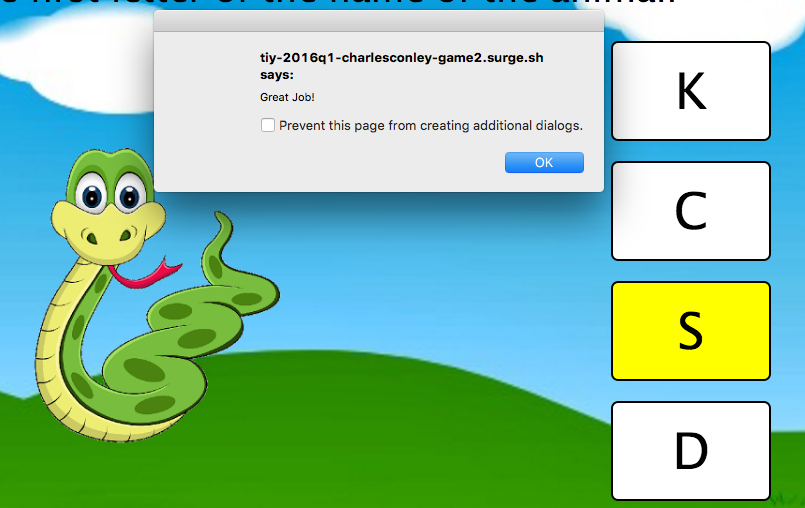 e first letter of the name of the animal.
tiy-2016q1-charlesconley-game2.surge.sh
says:
Great Job!
Prevent this page from creating additional dialogs.
OK
K
C
S
D